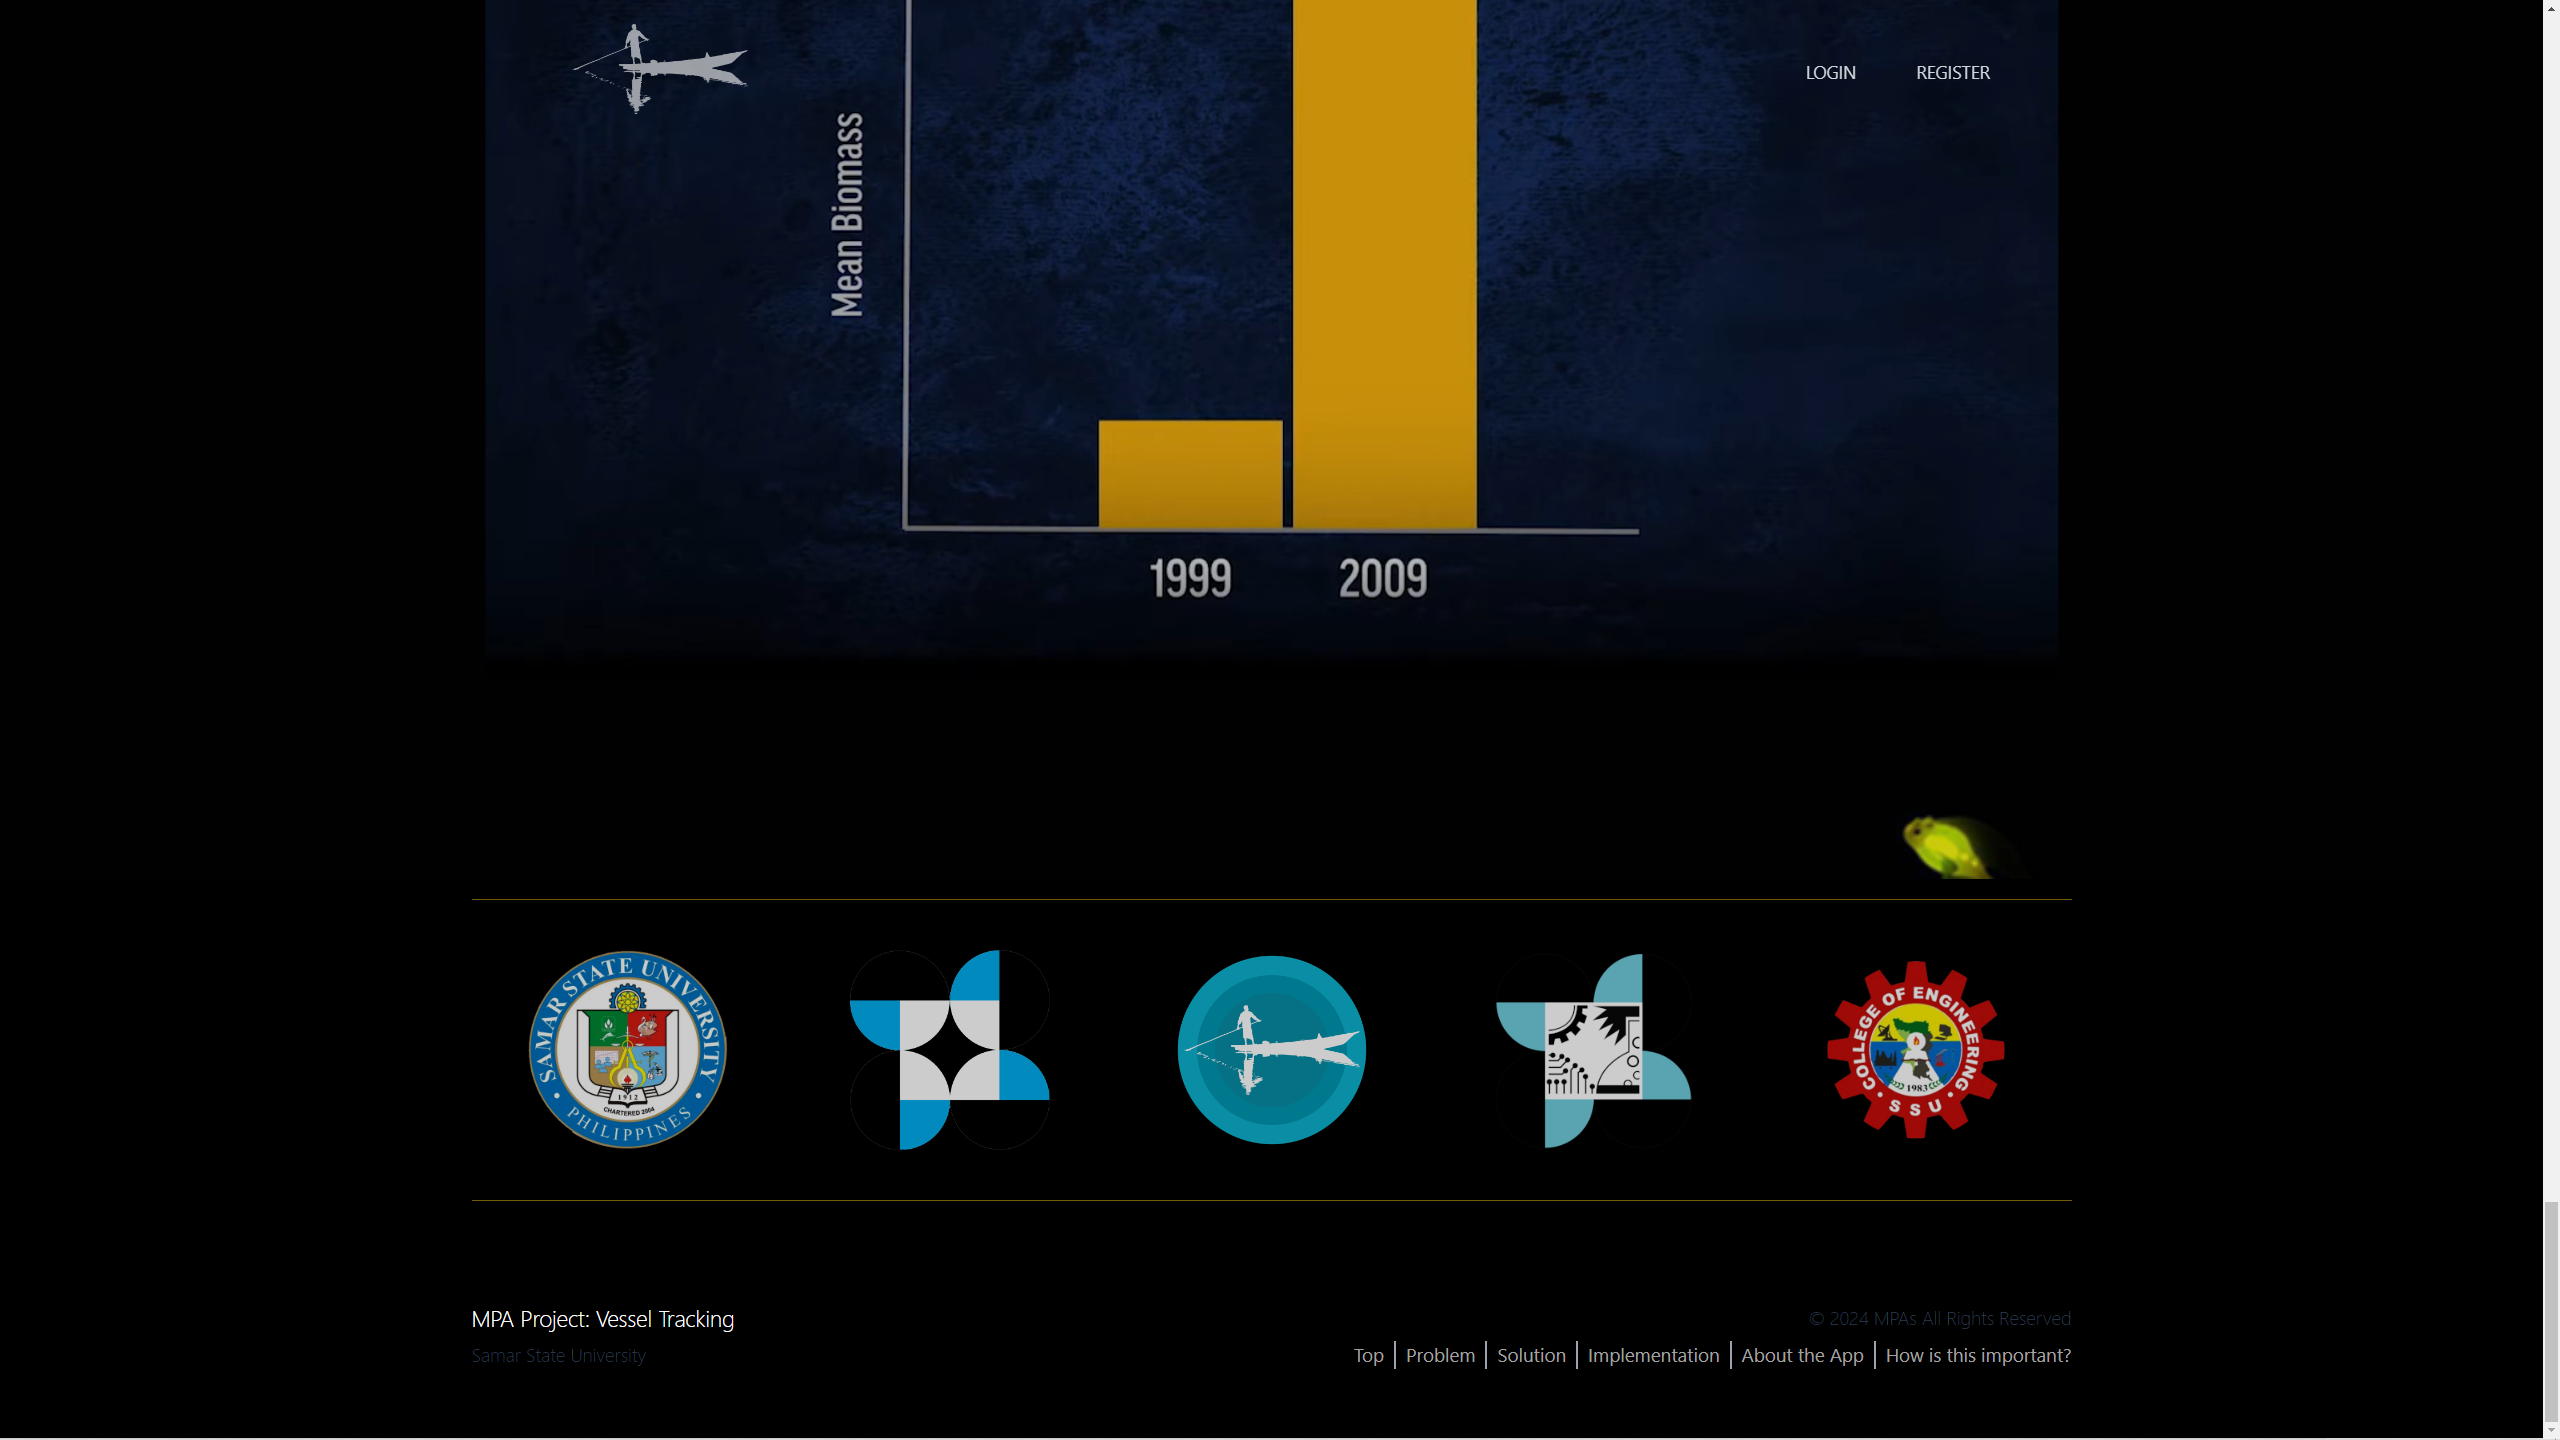 LOGIN
REGISTER
Mean Biomass
1999
2009
SAMAR STATE UNIVERSITY
1912
CHARTERED 2004
PHILIPPINES
COLLEGE OF ENGINEERING
1983
SSU
MPA Project: Vessel Tracking
© 2024 MPAs All Rights Reserved
Samar State University
Top
Problem
Solution
Implementation
About the App
How is this important?